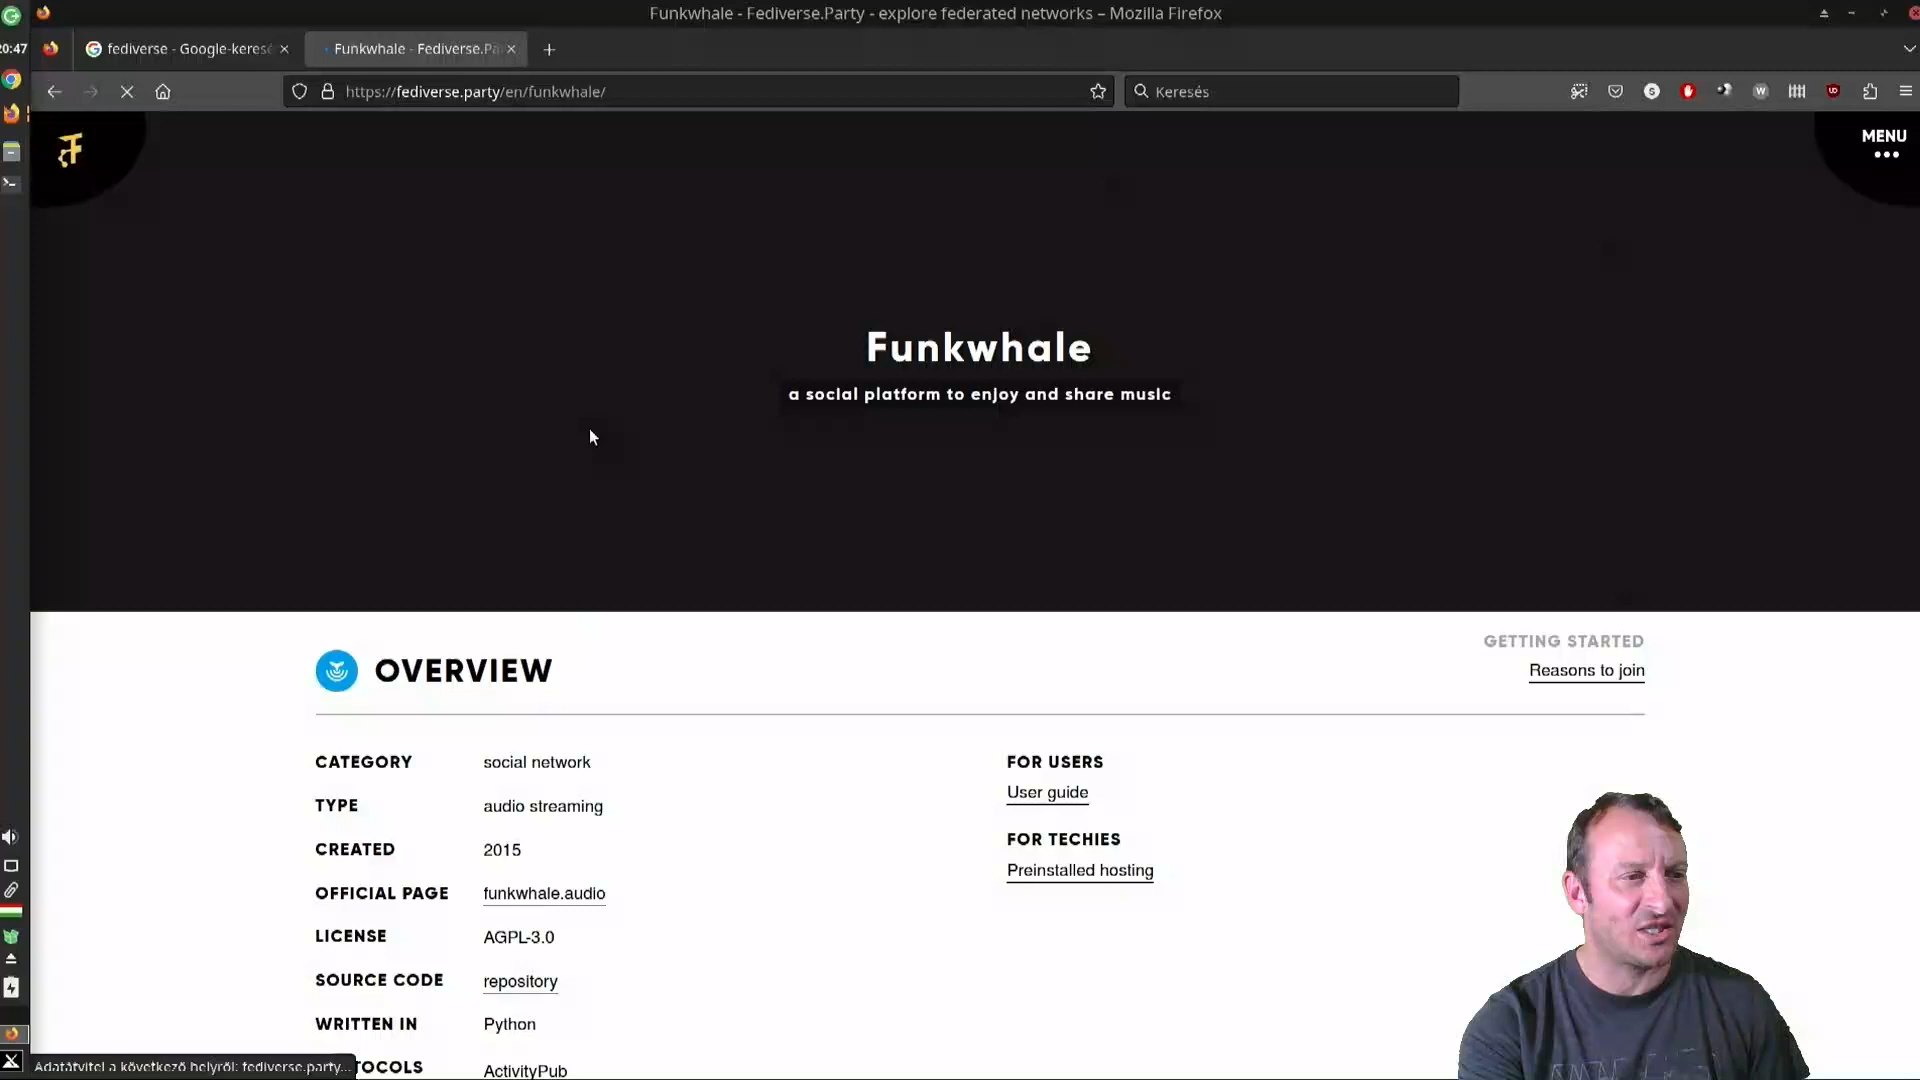 Funkwhale - Fediverse.Party - explore federated networks – Mozilla Firefox
20:47
fediverse - Google-keresé
Funkwhale - Fediverse.Pa
https://fediverse.party/en/funkwhale/
Keresés
MENU
Funkwhale
a social platform to enjoy and share music
GETTING STARTED
Reasons to join
OVERVIEW
CATEGORY social network
TYPE audio streaming
CREATED 2015
OFFICIAL PAGE funkwhale.audio
LICENSE AGPL-3.0
SOURCE CODE repository
WRITTEN IN Python
TOCOLS ActivityPub
FOR USERS
User guide
FOR TECHIES
Preinstalled hosting
Adatátvitel a következő helyről: fediverse.party…